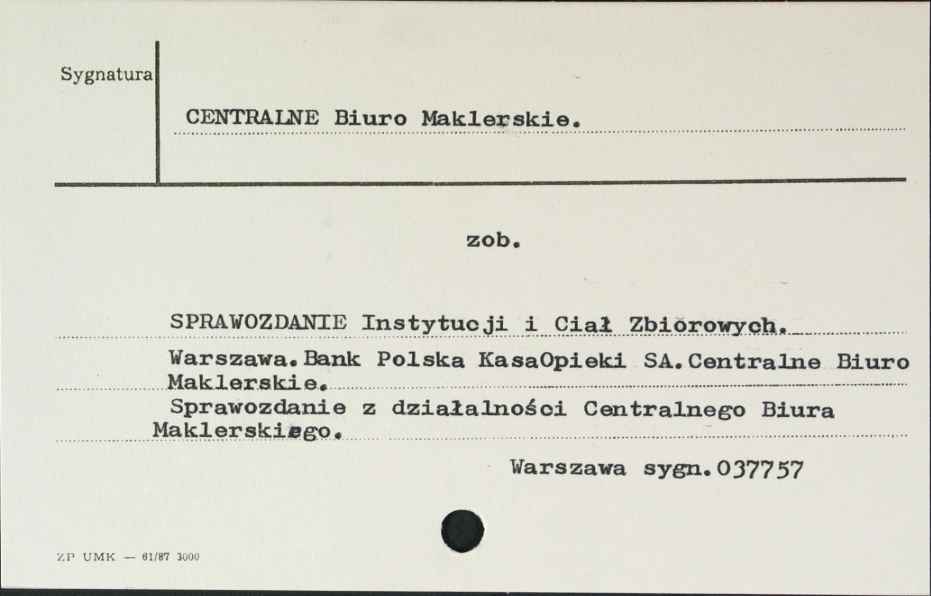 Sygnatura
CENTRALNE Biuro Maklerskie.
zob.
SPRAWOZDANIE Instytucji i Ciał Zbiorowych.
Warszawa.Bank Polska KasaOpieki SA.Centralne Biuro
Maklerskie.
Sprawozdanie z działalności Centralnego Biura
Maklerskiego.
Warszawa sygn.037757
ZP UMK — 61/87 3000